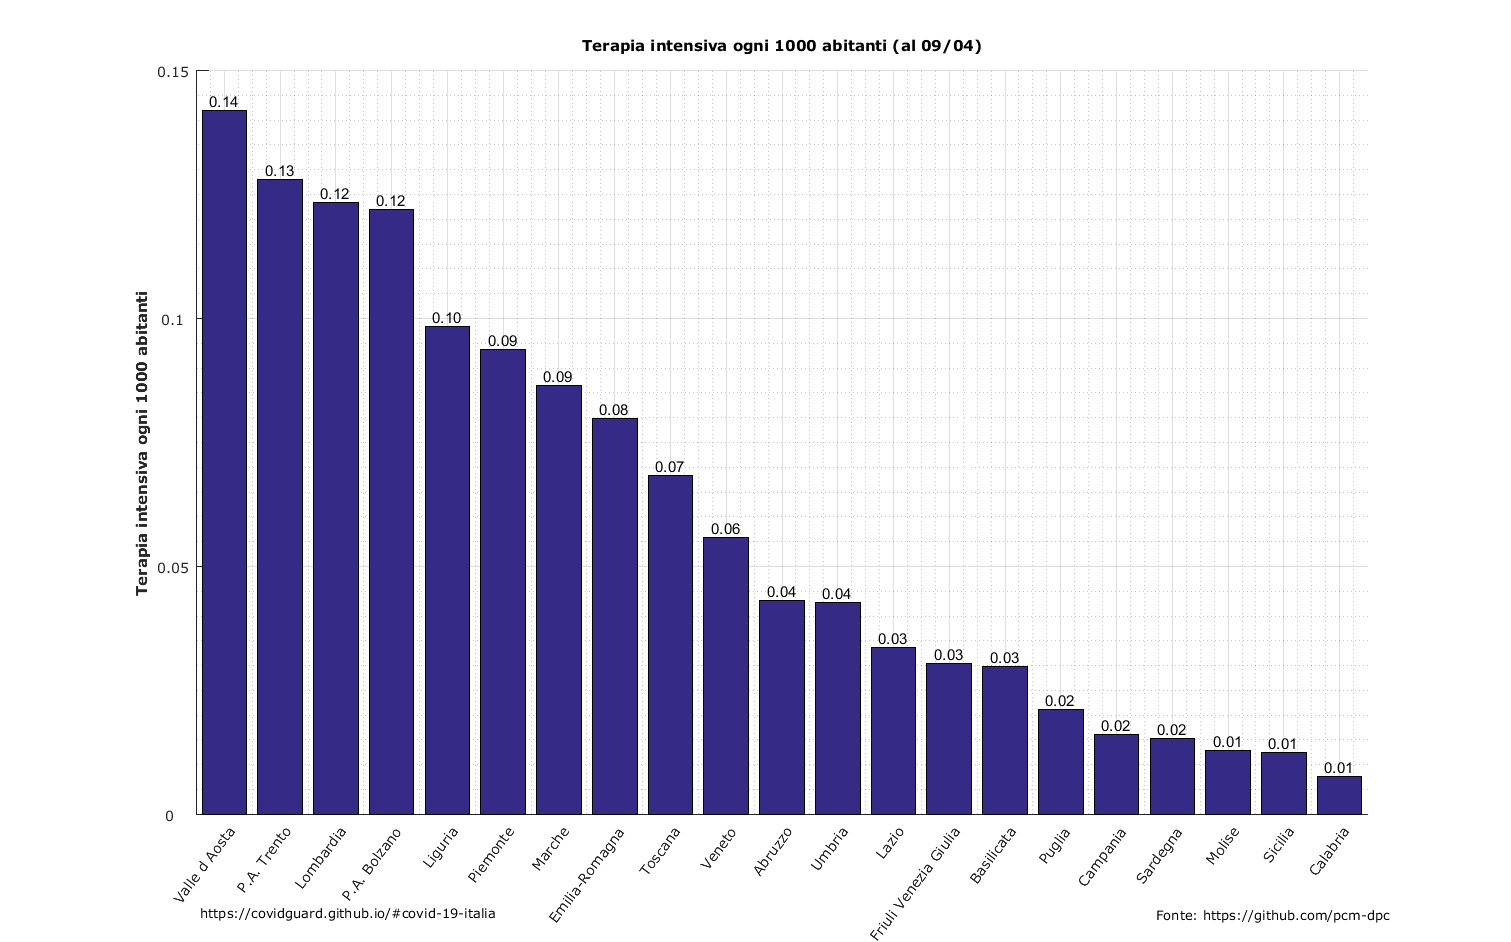 Terapia intensiva ogni 1000 abitanti (al 09/04)
Terapia intensiva ogni 1000 abitanti
0.15
0.1
0.05
0
0.14
0.13
0.12
0.12
0.10
0.09
0.09
0.08
0.07
0.06
0.04
0.04
0.03
0.03
0.03
0.02
0.02
0.02
0.01
0.01
0.01
Valle d Aosta
P.A. Trento
Lombardia
P.A. Bolzano
Liguria
Piemonte
Marche
Emilia-Romagna
Toscana
Veneto
Abruzzo
Umbria
Lazio
Friuli Venezia Giulia
Basilicata
Puglia
Campania
Sardegna
Molise
Sicilia
Calabria
https://covidguard.github.io/#covid-19-italia
Fonte: https://github.com/pcm-dpc